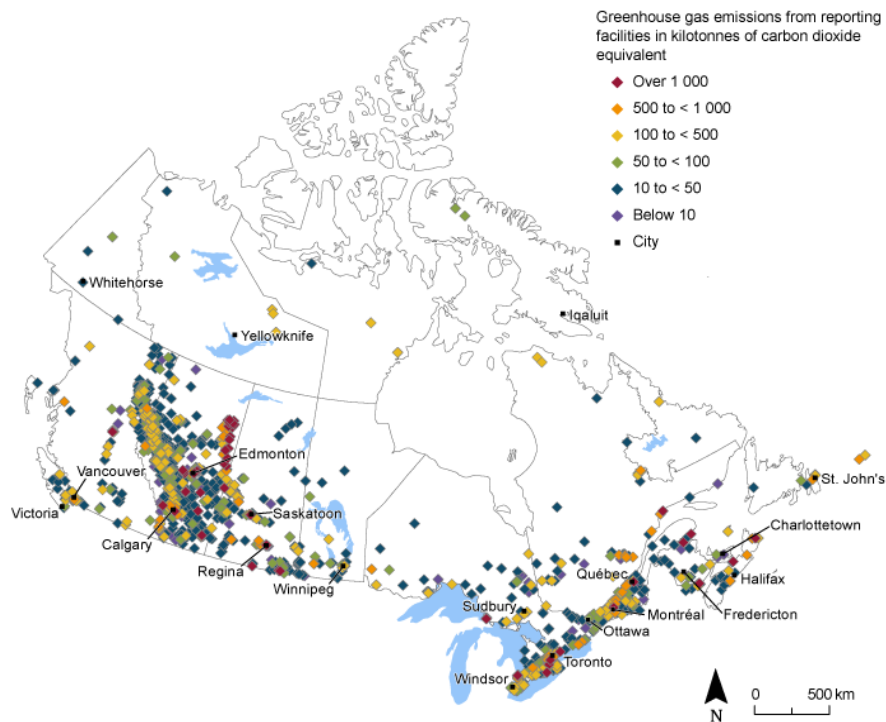 Greenhouse gas emissions from reporting
facilities in kilotonnes of carbon dioxide
equivalent
Over 1 000
500 to < 1 000
100 to < 500
50 to < 100
10 to < 50
Below 10
City
Whitehorse
Iqaluit
Yellowknife
Edmonton
Vancouver
St. John's
Victoria
Saskatoon
Charlottetown
Calgary
Regina
Québec
Halifax
Winnipeg
Sudbury
Montréal
Fredericton
Ottawa
Toronto
Windsor
0 500 km
N